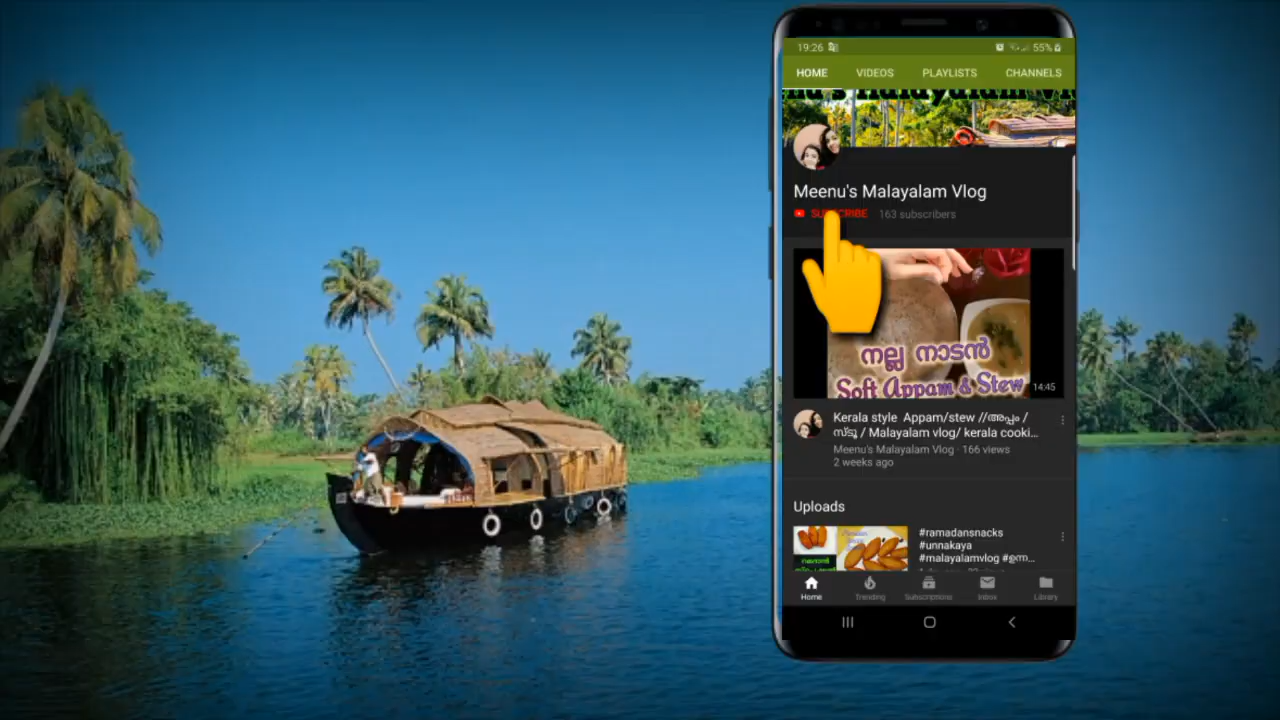 19:26
55%
HOME VIDEOS PLAYLISTS CHANNELS
Meenu's Malayalam Vlog
SUBSCRIBE 163 subscribers
നല്ല നാടൻ
Soft Appam & Stew
14:45
Kerala style Appam/stew //അപ്പം /
സ്റ്റൂ / Malayalam vlog/ kerala cooki…
Meenu's Malayalam Vlog · 166 views
2 weeks ago
Uploads
#ramadansnacks
#unnakaya
#malayalamvlog #ഉന്ന…
Home Trending Subscriptions Inbox Library